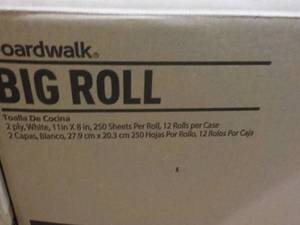 oardwalk®
BIG ROLL
Toalla De Cocina
2 ply, White, 11in X 8 in, 250 Sheets Per Roll, 12 Rolls per Case
2 Capas, Blanco, 27.9 cm x 20.3 cm 250 Hojas Por Rollo, 12 Rolos Por Caja